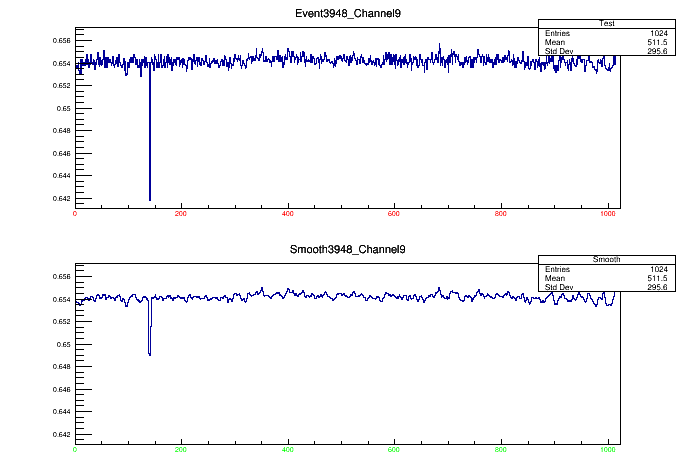 Event3948_Channel9
Test
Entries 1024
Mean 511.5
Std Dev 295.6
0.656
0.654
0.652
0.65
0.648
0.646
0.644
0.642
0 200 400 600 800 1000
Smooth3948_Channel9
Smooth
Entries 1024
Mean 511.5
Std Dev 295.6
0.656
0.654
0.652
0.65
0.648
0.646
0.644
0.642
0 200 400 600 800 1000